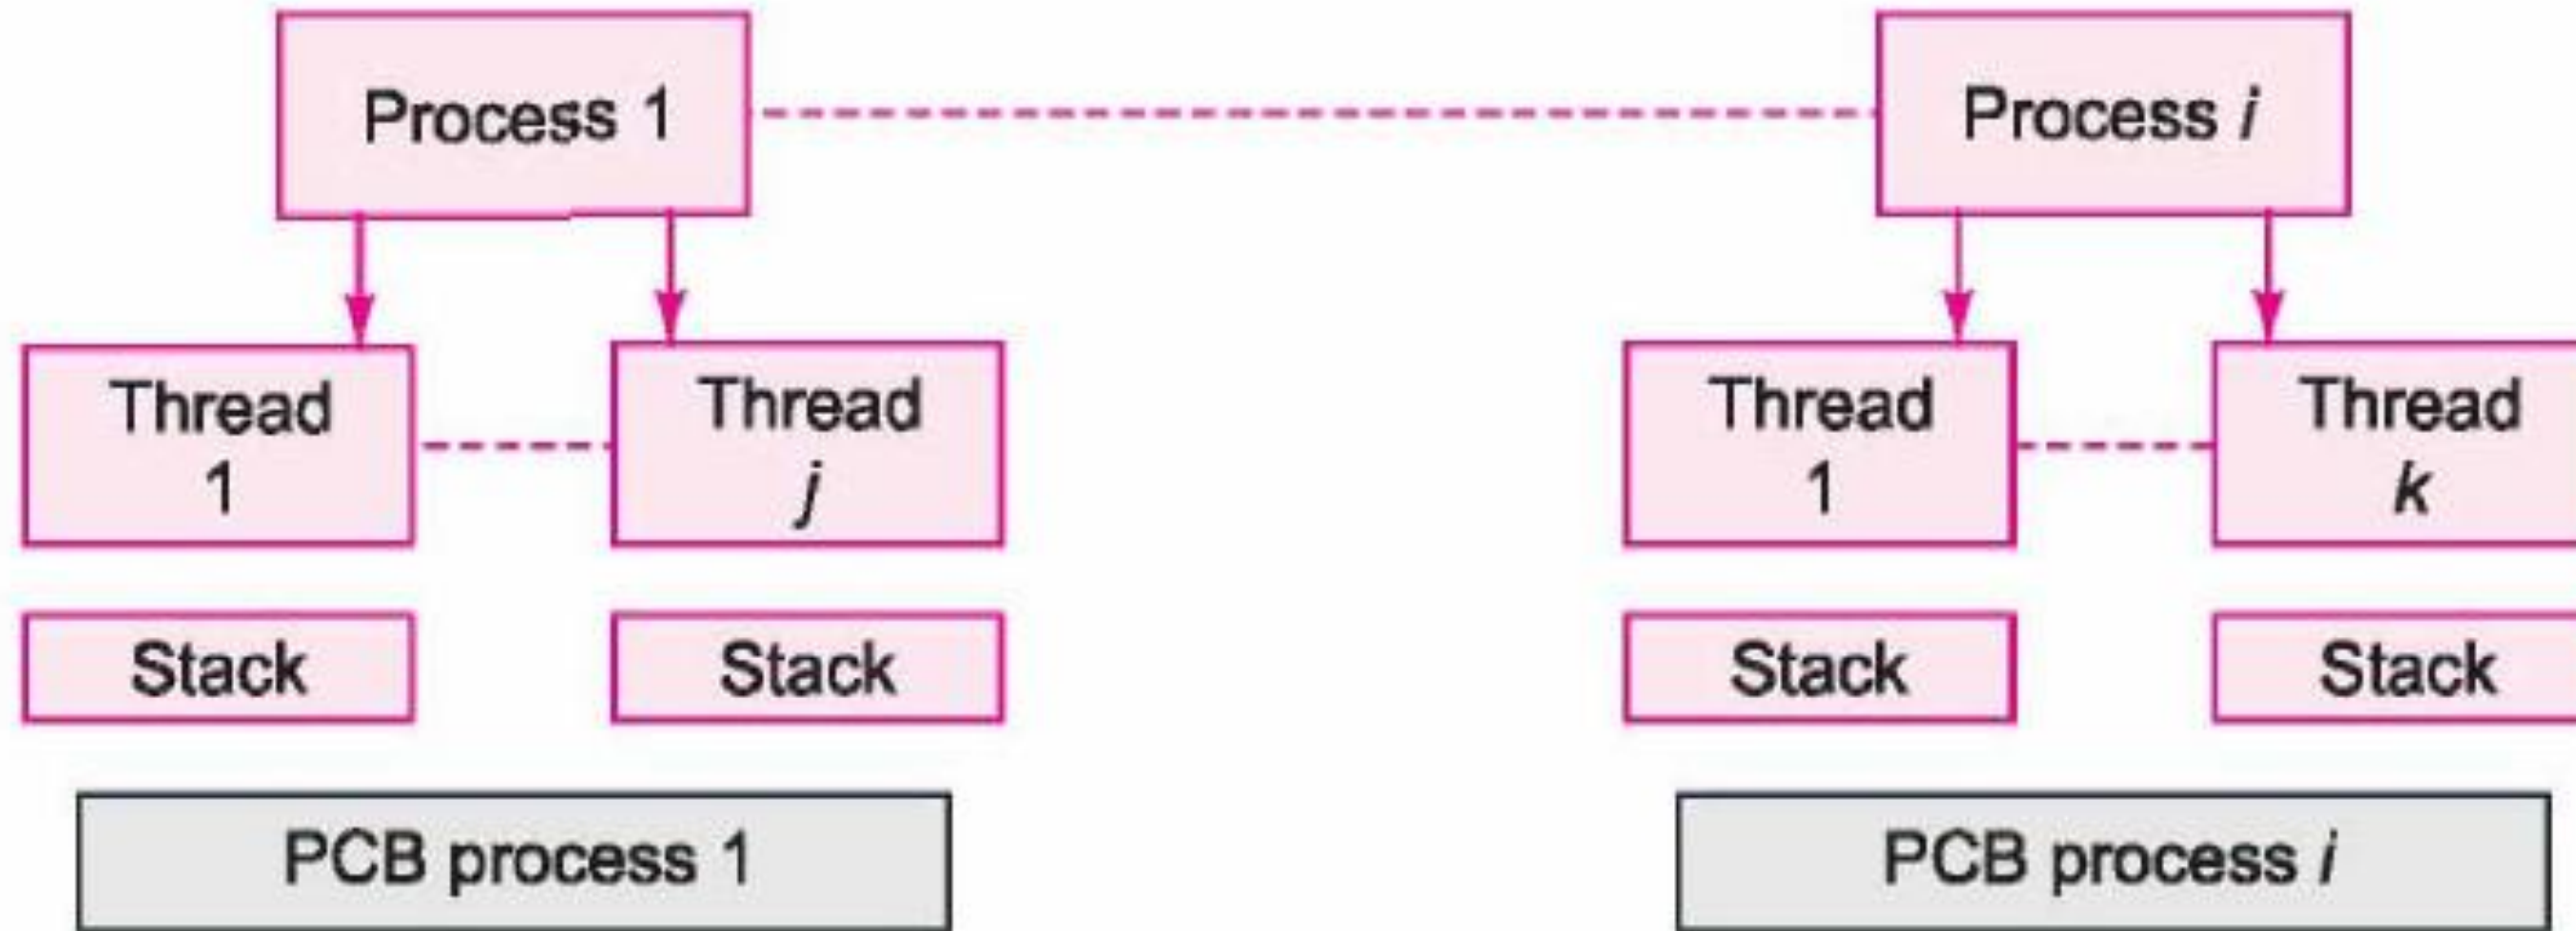 Process 1
Process i
Thread
1
Thread
j
Thread
1
Thread
k
Stack
Stack
Stack
Stack
PCB process 1
PCB process i